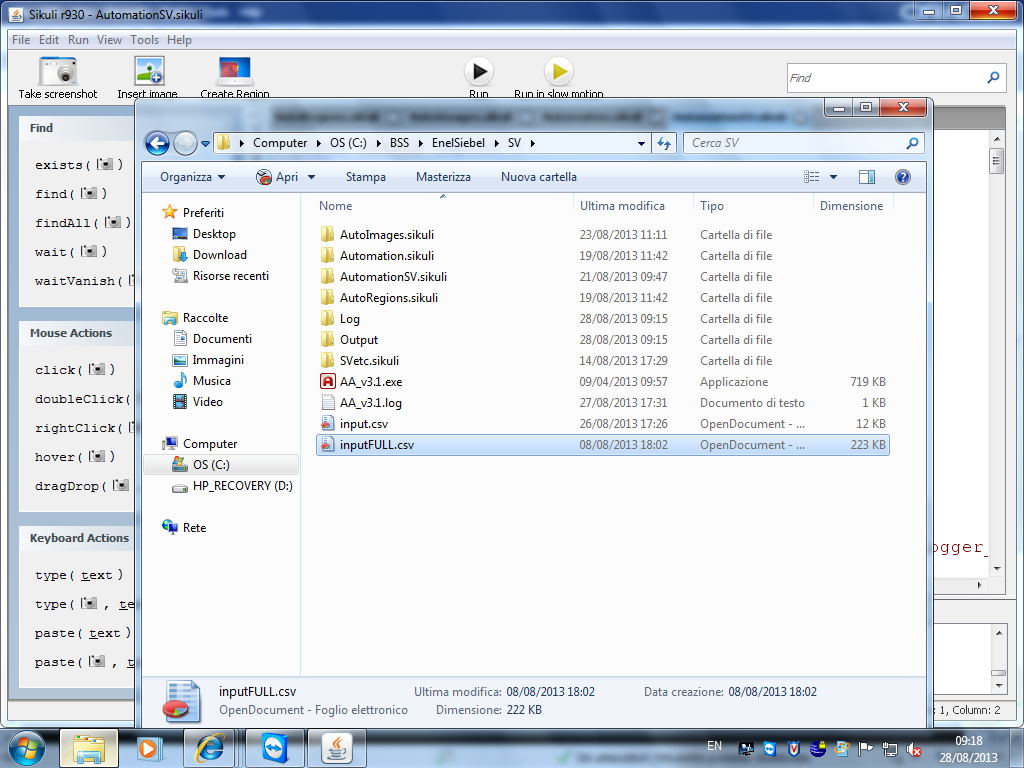 Sikuli r930 - AutomationSV.sikuli
File Edit Run View Tools Help
Take screenshot Insert image Create Region Run Run in slow motion Find
Find
exists( )
find( )
findAll( )
wait( )
waitVanish(
Mouse Actions
click( )
doubleClick(
rightClick(
hover( )
dragDrop(
Keyboard Actions
type( text )
type( , te
paste( text )
paste( , t
Computer OS (C:) BSS EnelSiebel SV Cerca SV
Organizza Apri Stampa Masterizza Nuova cartella
Preferiti
Desktop
Download
Risorse recenti
Raccolte
Documenti
Immagini
Musica
Video
Computer
OS (C:)
HP_RECOVERY (D:)
Rete
Nome Ultima modifica Tipo Dimensione
AutoImages.sikuli 23/08/2013 11:11 Cartella di file
Automation.sikuli 19/08/2013 11:42 Cartella di file
AutomationSV.sikuli 21/08/2013 09:47 Cartella di file
AutoRegions.sikuli 19/08/2013 11:42 Cartella di file
Log 28/08/2013 09:15 Cartella di file
Output 28/08/2013 09:15 Cartella di file
SVetc.sikuli 14/08/2013 17:29 Cartella di file
AA_v3.1.exe 09/04/2013 09:57 Applicazione 719 KB
AA_v3.1.log 27/08/2013 17:31 Documento di testo 1 KB
input.csv 26/08/2013 17:26 OpenDocument - ... 12 KB
inputFULL.csv 08/08/2013 18:02 OpenDocument - ... 223 KB
ogger_
inputFULL.csv Ultima modifica: 08/08/2013 18:02 Data creazione: 08/08/2013 18:02
OpenDocument - Foglio elettronico Dimensione: 222 KB
: 1, Column: 2
EN 09:18
28/08/2013